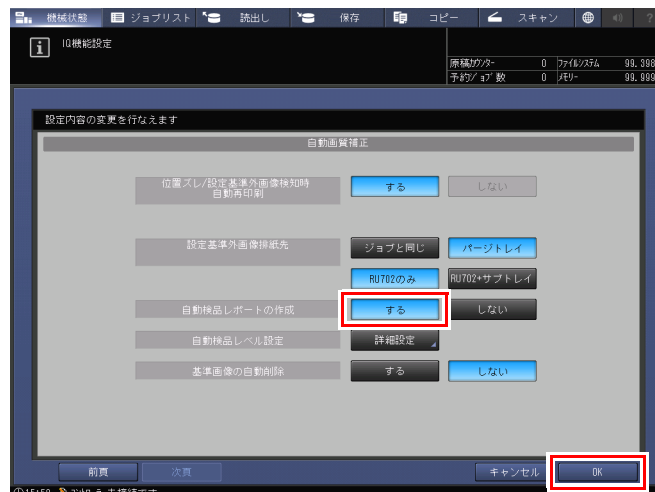 機械状態 ジョブリスト 読出し 保存 コピー スキャン ?
i IQ機能設定
原稿カウンター 0 ファイルシステム 99.398
予約ジョブ数 0 メモリー 99.999
設定内容の変更を行なえます
自動画質補正
位置ズレ/設定基準外画像検知時
自動再印刷
する しない
設定基準外画像排紙先 ジョブと同じ パージトレイ
RU702のみ RU702+サブトレイ
自動検品レポートの作成 する しない
自動検品レベル設定 詳細設定
基準画像の自動削除 する しない
前頁 次頁 キャンセル OK